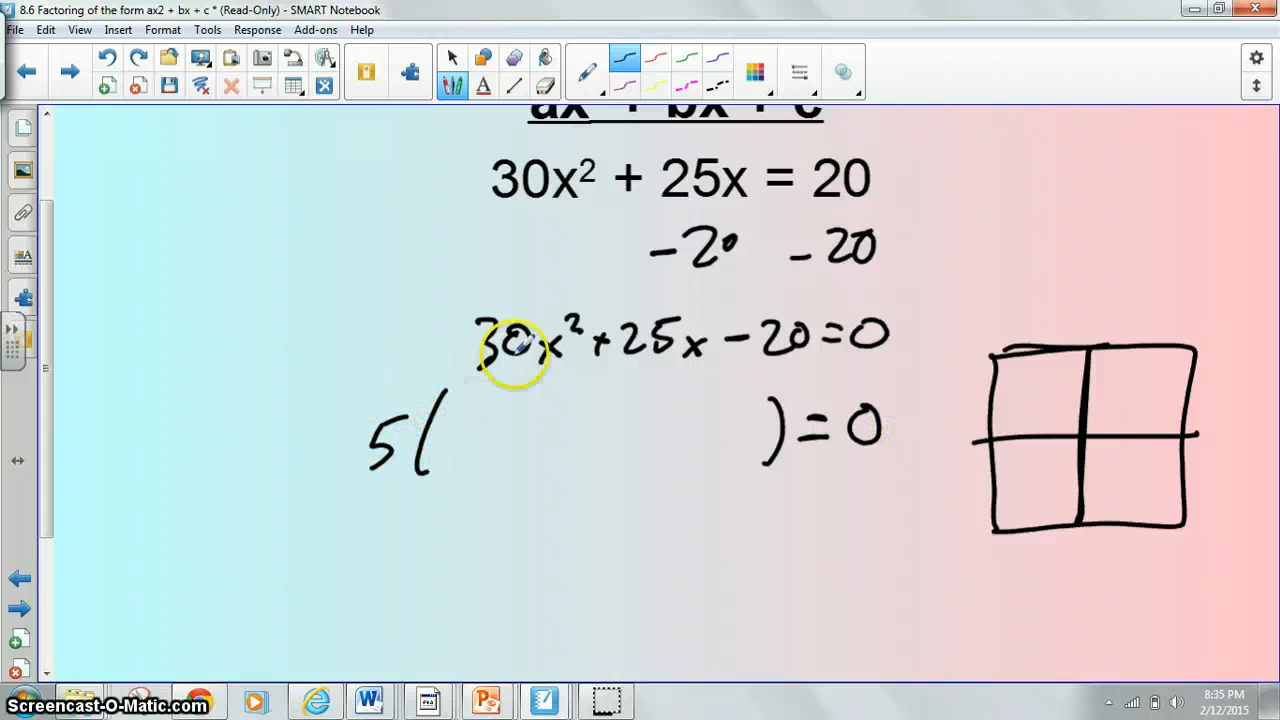 8.6 Factoring of the form ax2 + bx + c * (Read-Only) - SMART Notebook
File Edit View Insert Format Tools Response Add-ons Help
ax + bx + c
30x² + 25x = 20
-20 -20
30x² + 25x - 20 = 0
5( ) = 0
Screencast-O-Matic.com
8:35 PM
2/12/2015